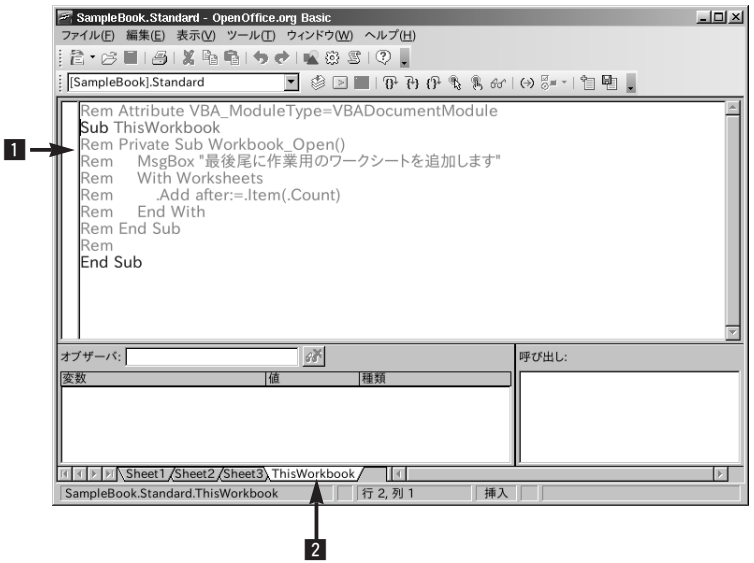 SampleBook.Standard - OpenOffice.org Basic
ファイル(F) 編集(E) 表示(V) ツール(T) ウィンドウ(W) ヘルプ(H)
[SampleBook].Standard
Rem Attribute VBA_ModuleType=VBADocumentModule
Sub ThisWorkbook
Rem Private Sub Workbook_Open()
Rem MsgBox "最後尾に作業用のワークシートを追加します"
Rem With Worksheets
Rem .Add after:=.Item(.Count)
Rem End With
Rem End Sub
Rem
End Sub
1
オブザーバ:
呼び出し:
変数 値 種類
Sheet1 Sheet2 Sheet3 ThisWorkbook
SampleBook.Standard.ThisWorkbook 行 2, 列 1 挿入
2